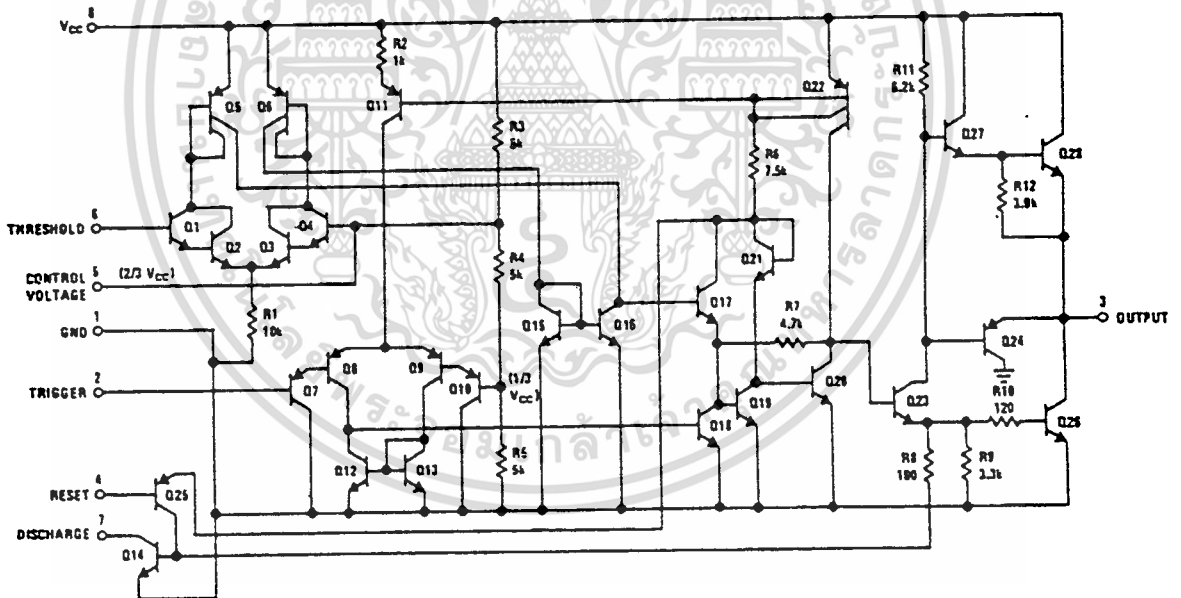 VCC 8
R2
1k
Q5
Q6
Q11
R3
5k
Q22
R11
6.2k
Q27
Q28
R6
7.5k
R12
3.9k
THRESHOLD 6
Q1
Q2
Q3
Q4
CONTROL 5 (2/3 VCC)
VOLTAGE
R4
5k
Q21
GND 1
R1
10k
Q15
Q16
Q17
R7
4.7k
3
OUTPUT
Q24
TRIGGER 2
Q7
Q8
Q9
Q10
(1/3
VCC)
Q18
Q19
Q20
Q23
R10
120
Q26
Q12
Q13
R5
5k
R8
100
R9
3.3k
RESET 4
Q25
DISCHARGE 7
Q14